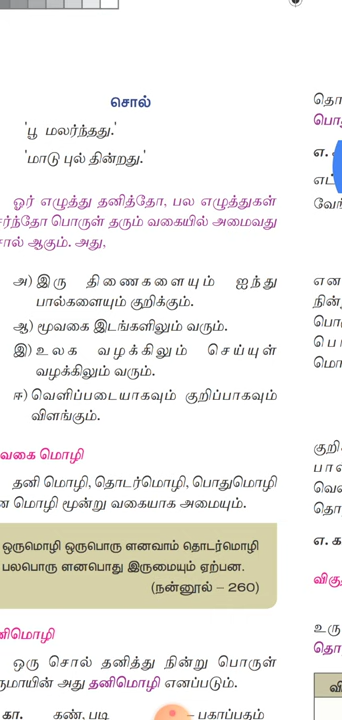 சொல்
'பூ மலர்ந்தது.'
'மாடு புல் தின்றது.'
ஓர் எழுத்து தனித்தோ, பல எழுத்துகள்
ர்ந்தோ பொருள் தரும் வகையில் அமைவது
சால் ஆகும். அது,
அ) இரு திணைகளையும் ஐந்து
பால்களையும் குறிக்கும்.
ஆ) மூவகை இடங்களிலும் வரும்.
இ) உலக வழக்கிலும் செய்யுள்
வழக்கிலும் வரும்.
ஈ) வெளிப்படையாகவும் குறிப்பாகவும்
விளங்கும்.
வகை மொழி
தனி மொழி, தொடர்மொழி, பொதுமொழி
ன மொழி மூன்று வகையாக அமையும்.
ஒருமொழி ஒருபொரு ளனவாம் தொடர்மொழி
பலபொரு ளனபொது இருமையும் ஏற்பன.
(நன்னூல் – 260)
னிமொழி
ஒரு சொல் தனித்து நின்று பொருள்
ருமாயின் அது தனிமொழி எனப்படும்.
கா. கண், படி – பகாப்பதம்
தொ
பொ
எ.
எட்
வேங்
என
நின்
பொ
பொ
மொ
குறி
பால
வெ
தொ
எ.க
விகு
உரு
தொ
வி